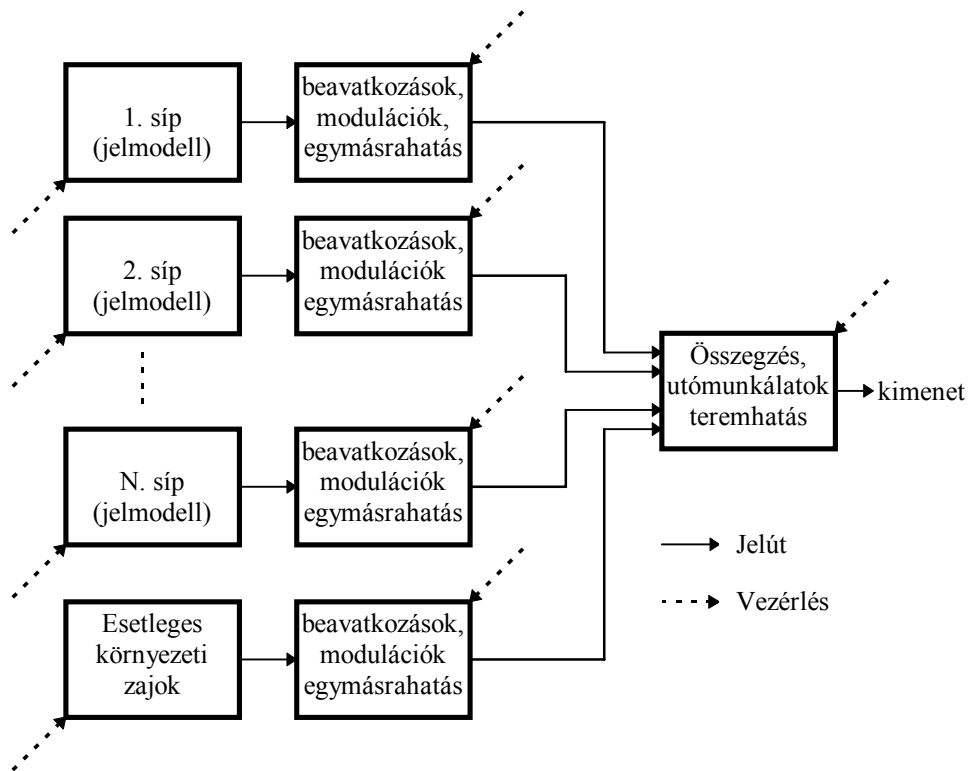 1. síp
(jelmodell)
beavatkozások,
modulációk,
egymásrahatás
2. síp
(jelmodell)
beavatkozások,
modulációk
egymásrahatás
N. síp
(jelmodell)
beavatkozások,
modulációk
egymásrahatás
Esetleges
környezeti
zajok
beavatkozások,
modulációk
egymásrahatás
Összegzés,
utómunkálatok
teremhatás
kimenet
Jelút
Vezérlés